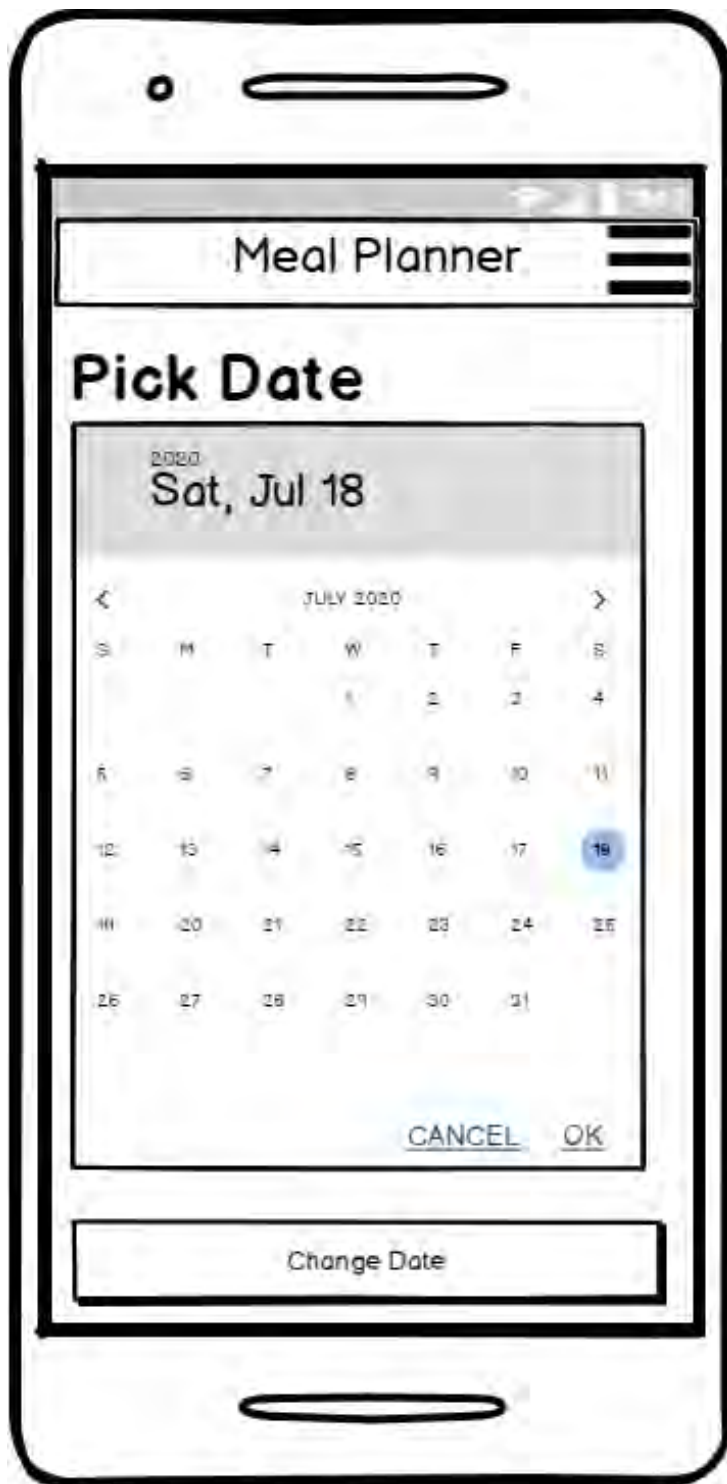 Meal Planner
Pick Date
2020
Sat, Jul 18
< JULY 2020 >
S M T W T F S
1 2 3 4
5 6 7 8 9 10 11
12 13 14 15 16 17 18
19 20 21 22 23 24 25
26 27 28 29 30 31
CANCEL OK
Change Date